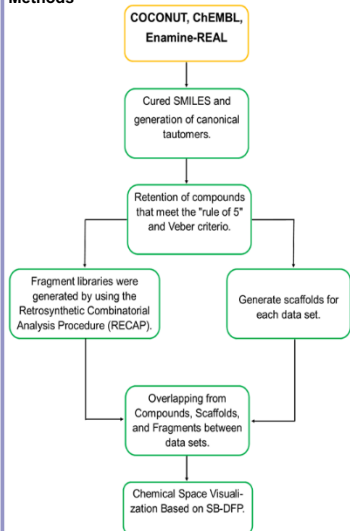 Methods
COCONUT, ChEMBL,
Enamine-REAL
Cured SMILES and
generation of canonical
tautomers.
Retention of compounds
that meet the "rule of 5"
and Veber criterio.
Fragment libraries were
generated by using the
Retrosynthetic Combinatorial
Analysis Procedure (RECAP).
Generate scaffolds for
each data set.
Overlapping from
Compounds, Scaffolds,
and Fragments between
data sets.
Chemical Space Visuali-
zation Based on SB-DFP.